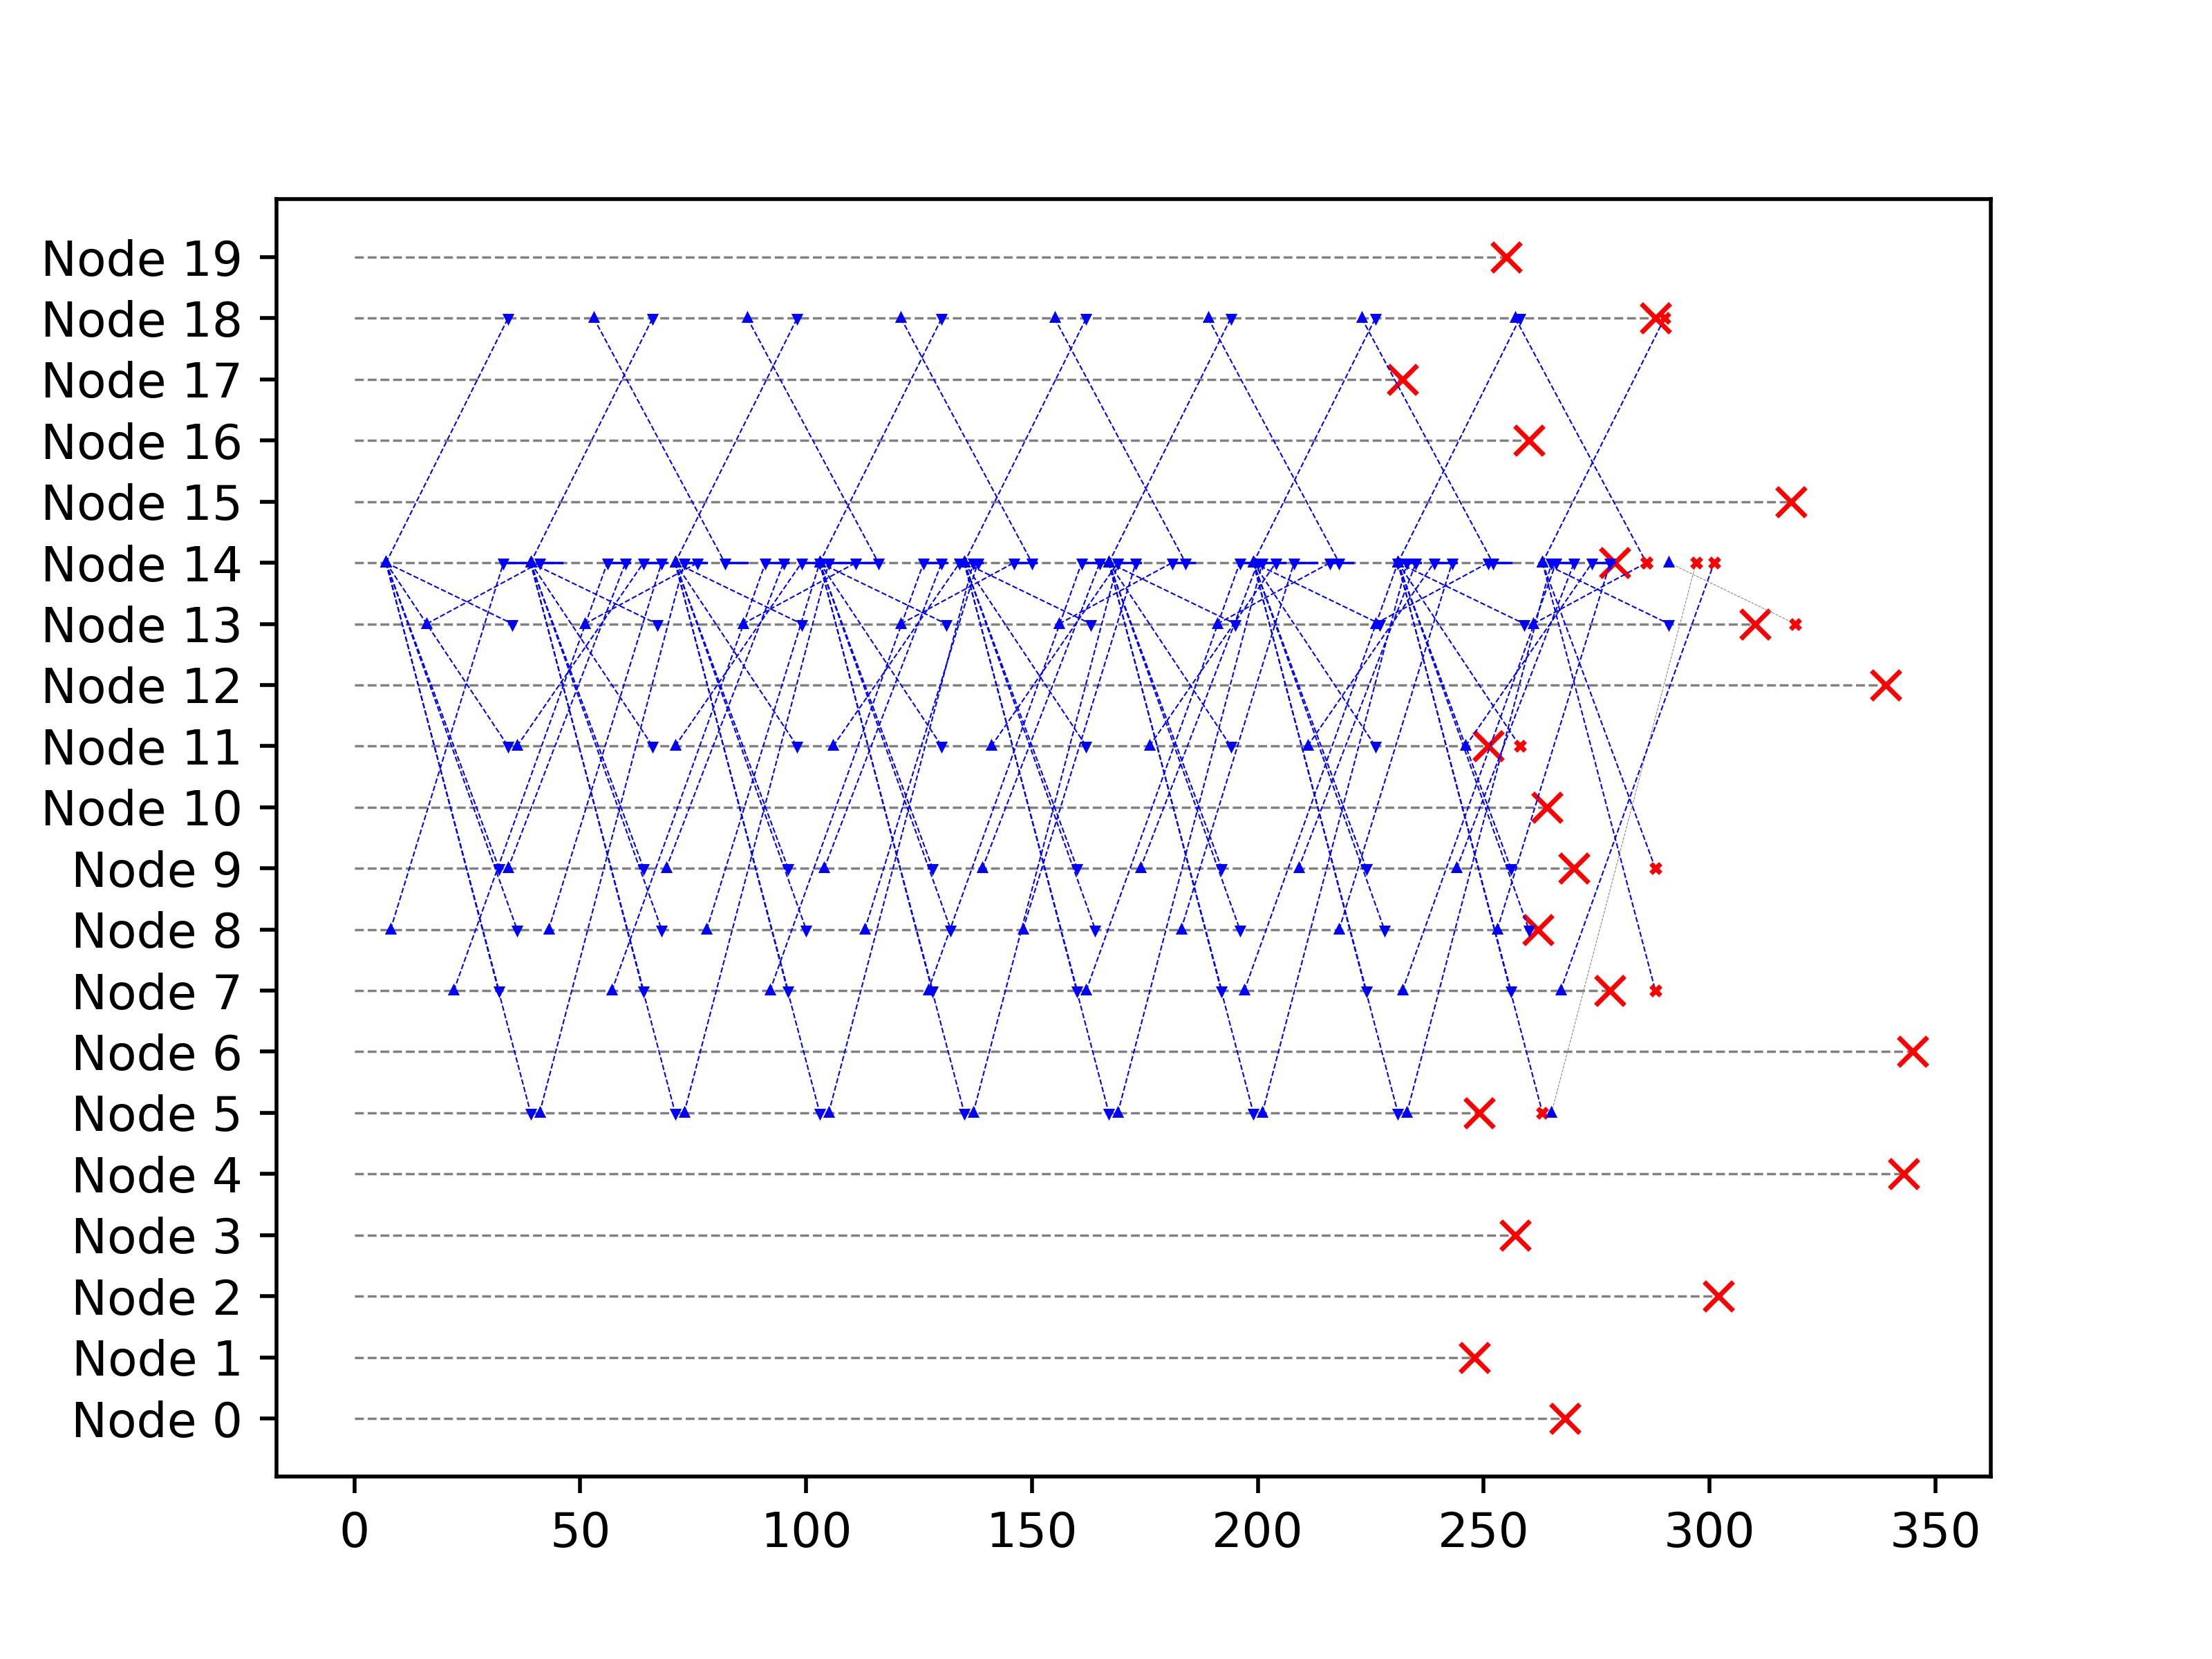 Node 19
Node 18
Node 17
Node 16
Node 15
Node 14
Node 13
Node 12
Node 11
Node 10
Node 9
Node 8
Node 7
Node 6
Node 5
Node 4
Node 3
Node 2
Node 1
Node 0
0 50 100 150 200 250 300 350